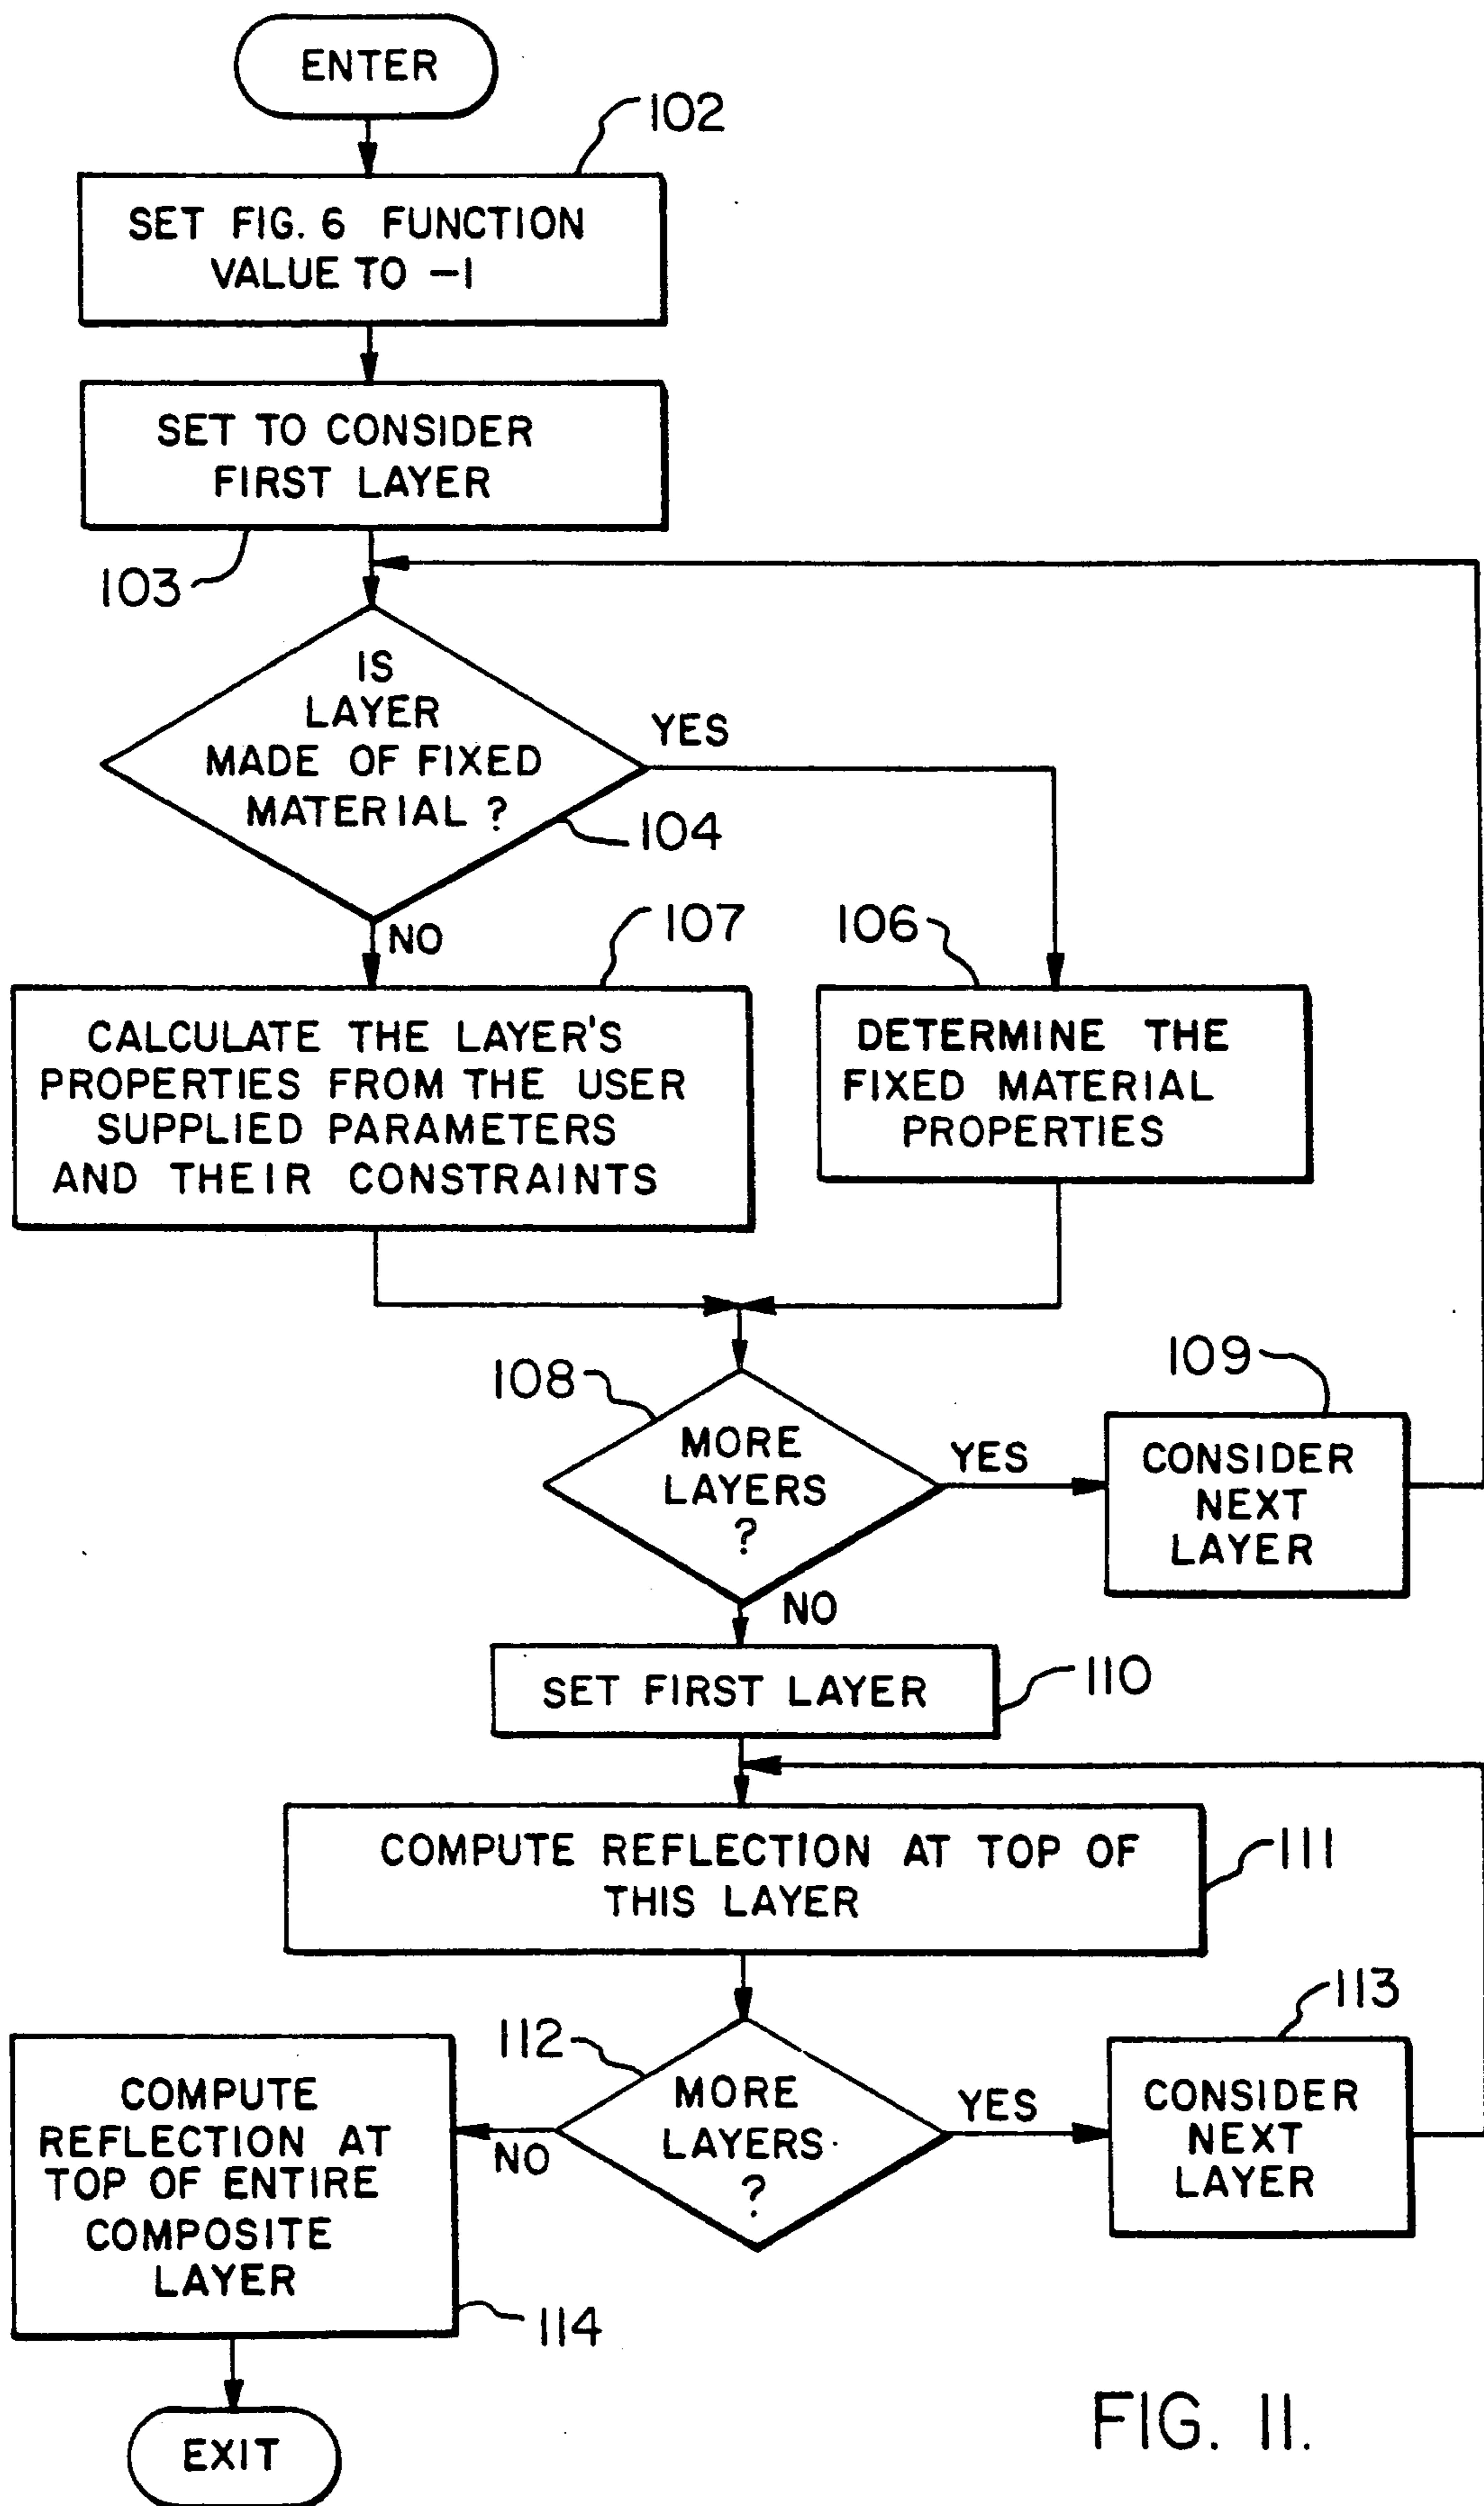 ENTER
102
SET FIG. 6 FUNCTION
VALUE TO -1
SET TO CONSIDER
FIRST LAYER
103
IS
LAYER
MADE OF FIXED
MATERIAL ?
YES
104
NO
107
106
CALCULATE THE LAYER'S
PROPERTIES FROM THE USER
SUPPLIED PARAMETERS
AND THEIR CONSTRAINTS
DETERMINE THE
FIXED MATERIAL
PROPERTIES
108
MORE
LAYERS
?
YES
109
CONSIDER
NEXT
LAYER
NO
SET FIRST LAYER
110
COMPUTE REFLECTION AT TOP OF
THIS LAYER
111
112
MORE
LAYERS
?
YES
113
CONSIDER
NEXT
LAYER
NO
COMPUTE
REFLECTION AT
TOP OF ENTIRE
COMPOSITE
LAYER
114
EXIT
FIG. 11.